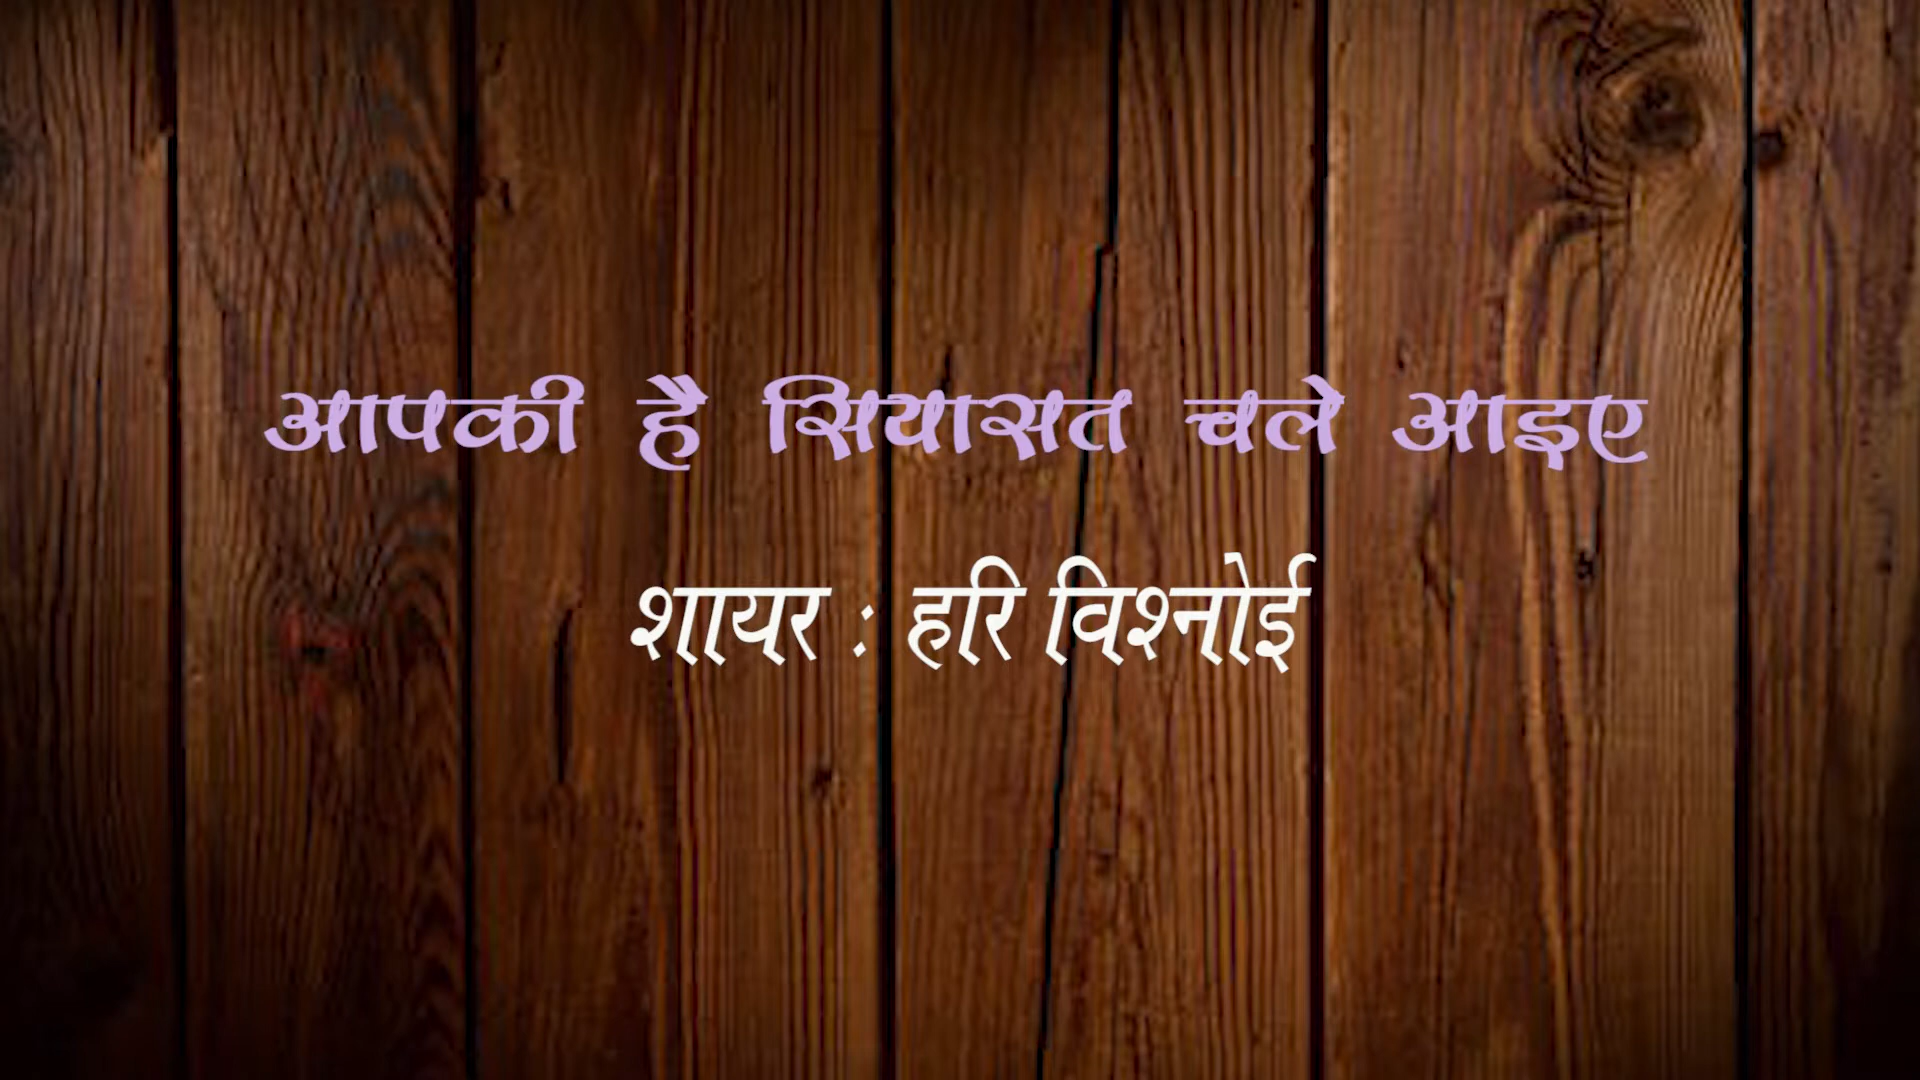 आपकी है सियासत चले आइए
शायर : हरि विश्नोई